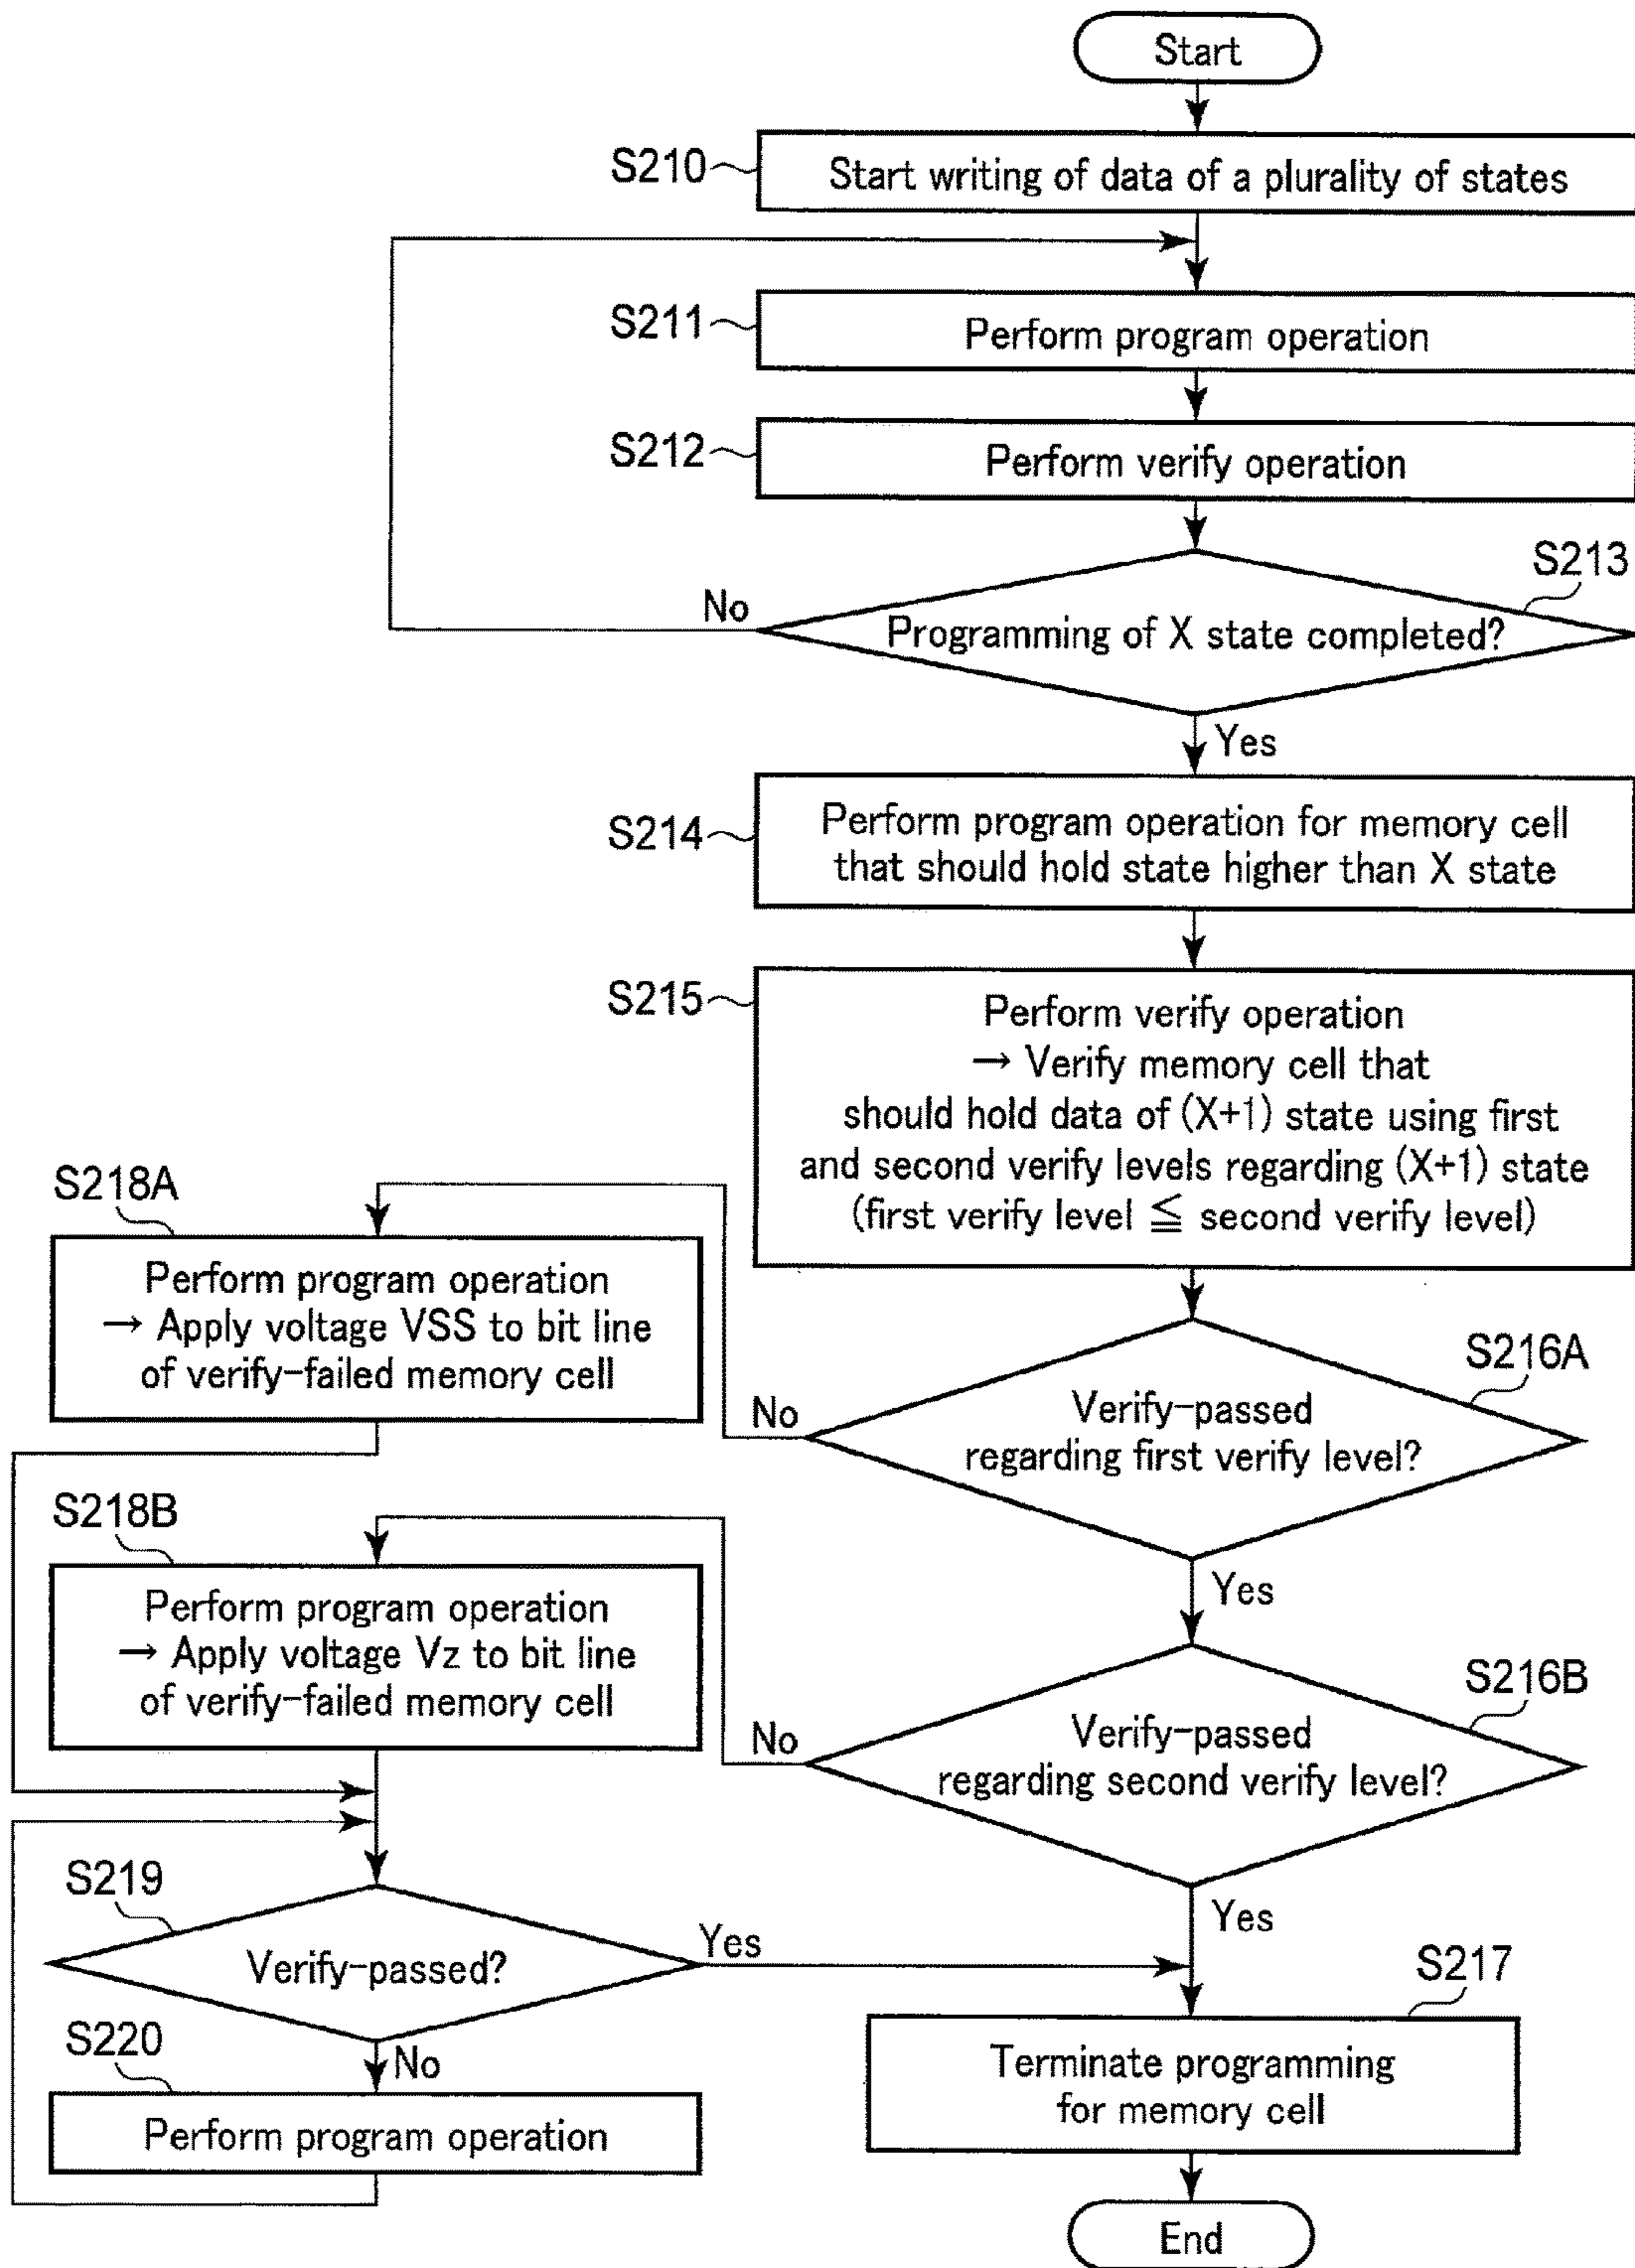 Start
S210
Start writing of data of a plurality of states
S211
Perform program operation
S212
Perform verify operation
S213
Programming of X state completed?
No
Yes
S214
Perform program operation for memory cell
that should hold state higher than X state
S215
Perform verify operation
→ Verify memory cell that
should hold data of (X+1) state using first
and second verify levels regarding (X+1) state
(first verify level ≦ second verify level)
S216A
Verify-passed
regarding first verify level?
No
Yes
S218A
Perform program operation
→ Apply voltage VSS to bit line
of verify-failed memory cell
S216B
Verify-passed
regarding second verify level?
No
Yes
S218B
Perform program operation
→ Apply voltage Vz to bit line
of verify-failed memory cell
S219
Verify-passed?
Yes
No
S220
Perform program operation
S217
Terminate programming
for memory cell
End